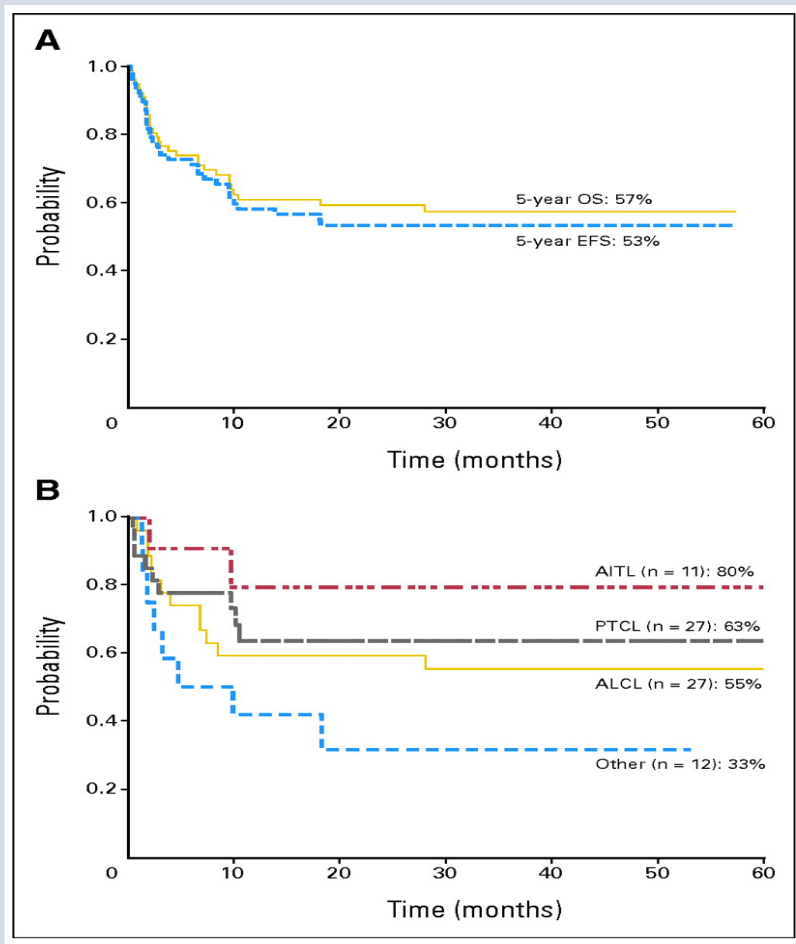 A
1.0
0.8
0.6
0.4
0.2
0
Probability
5-year OS: 57%
5-year EFS: 53%
10 20 30 40 50 60
Time (months)
B
1.0
0.8
0.6
0.4
0.2
0
Probability
AITL (n = 11): 80%
PTCL (n = 27): 63%
ALCL (n = 27): 55%
Other (n = 12): 33%
10 20 30 40 50 60
Time (months)